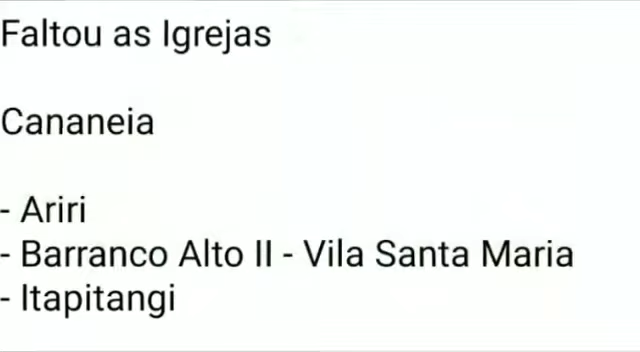 Faltou as Igrejas
Cananeia
- Ariri
- Barranco Alto II - Vila Santa Maria
- Itapitangi